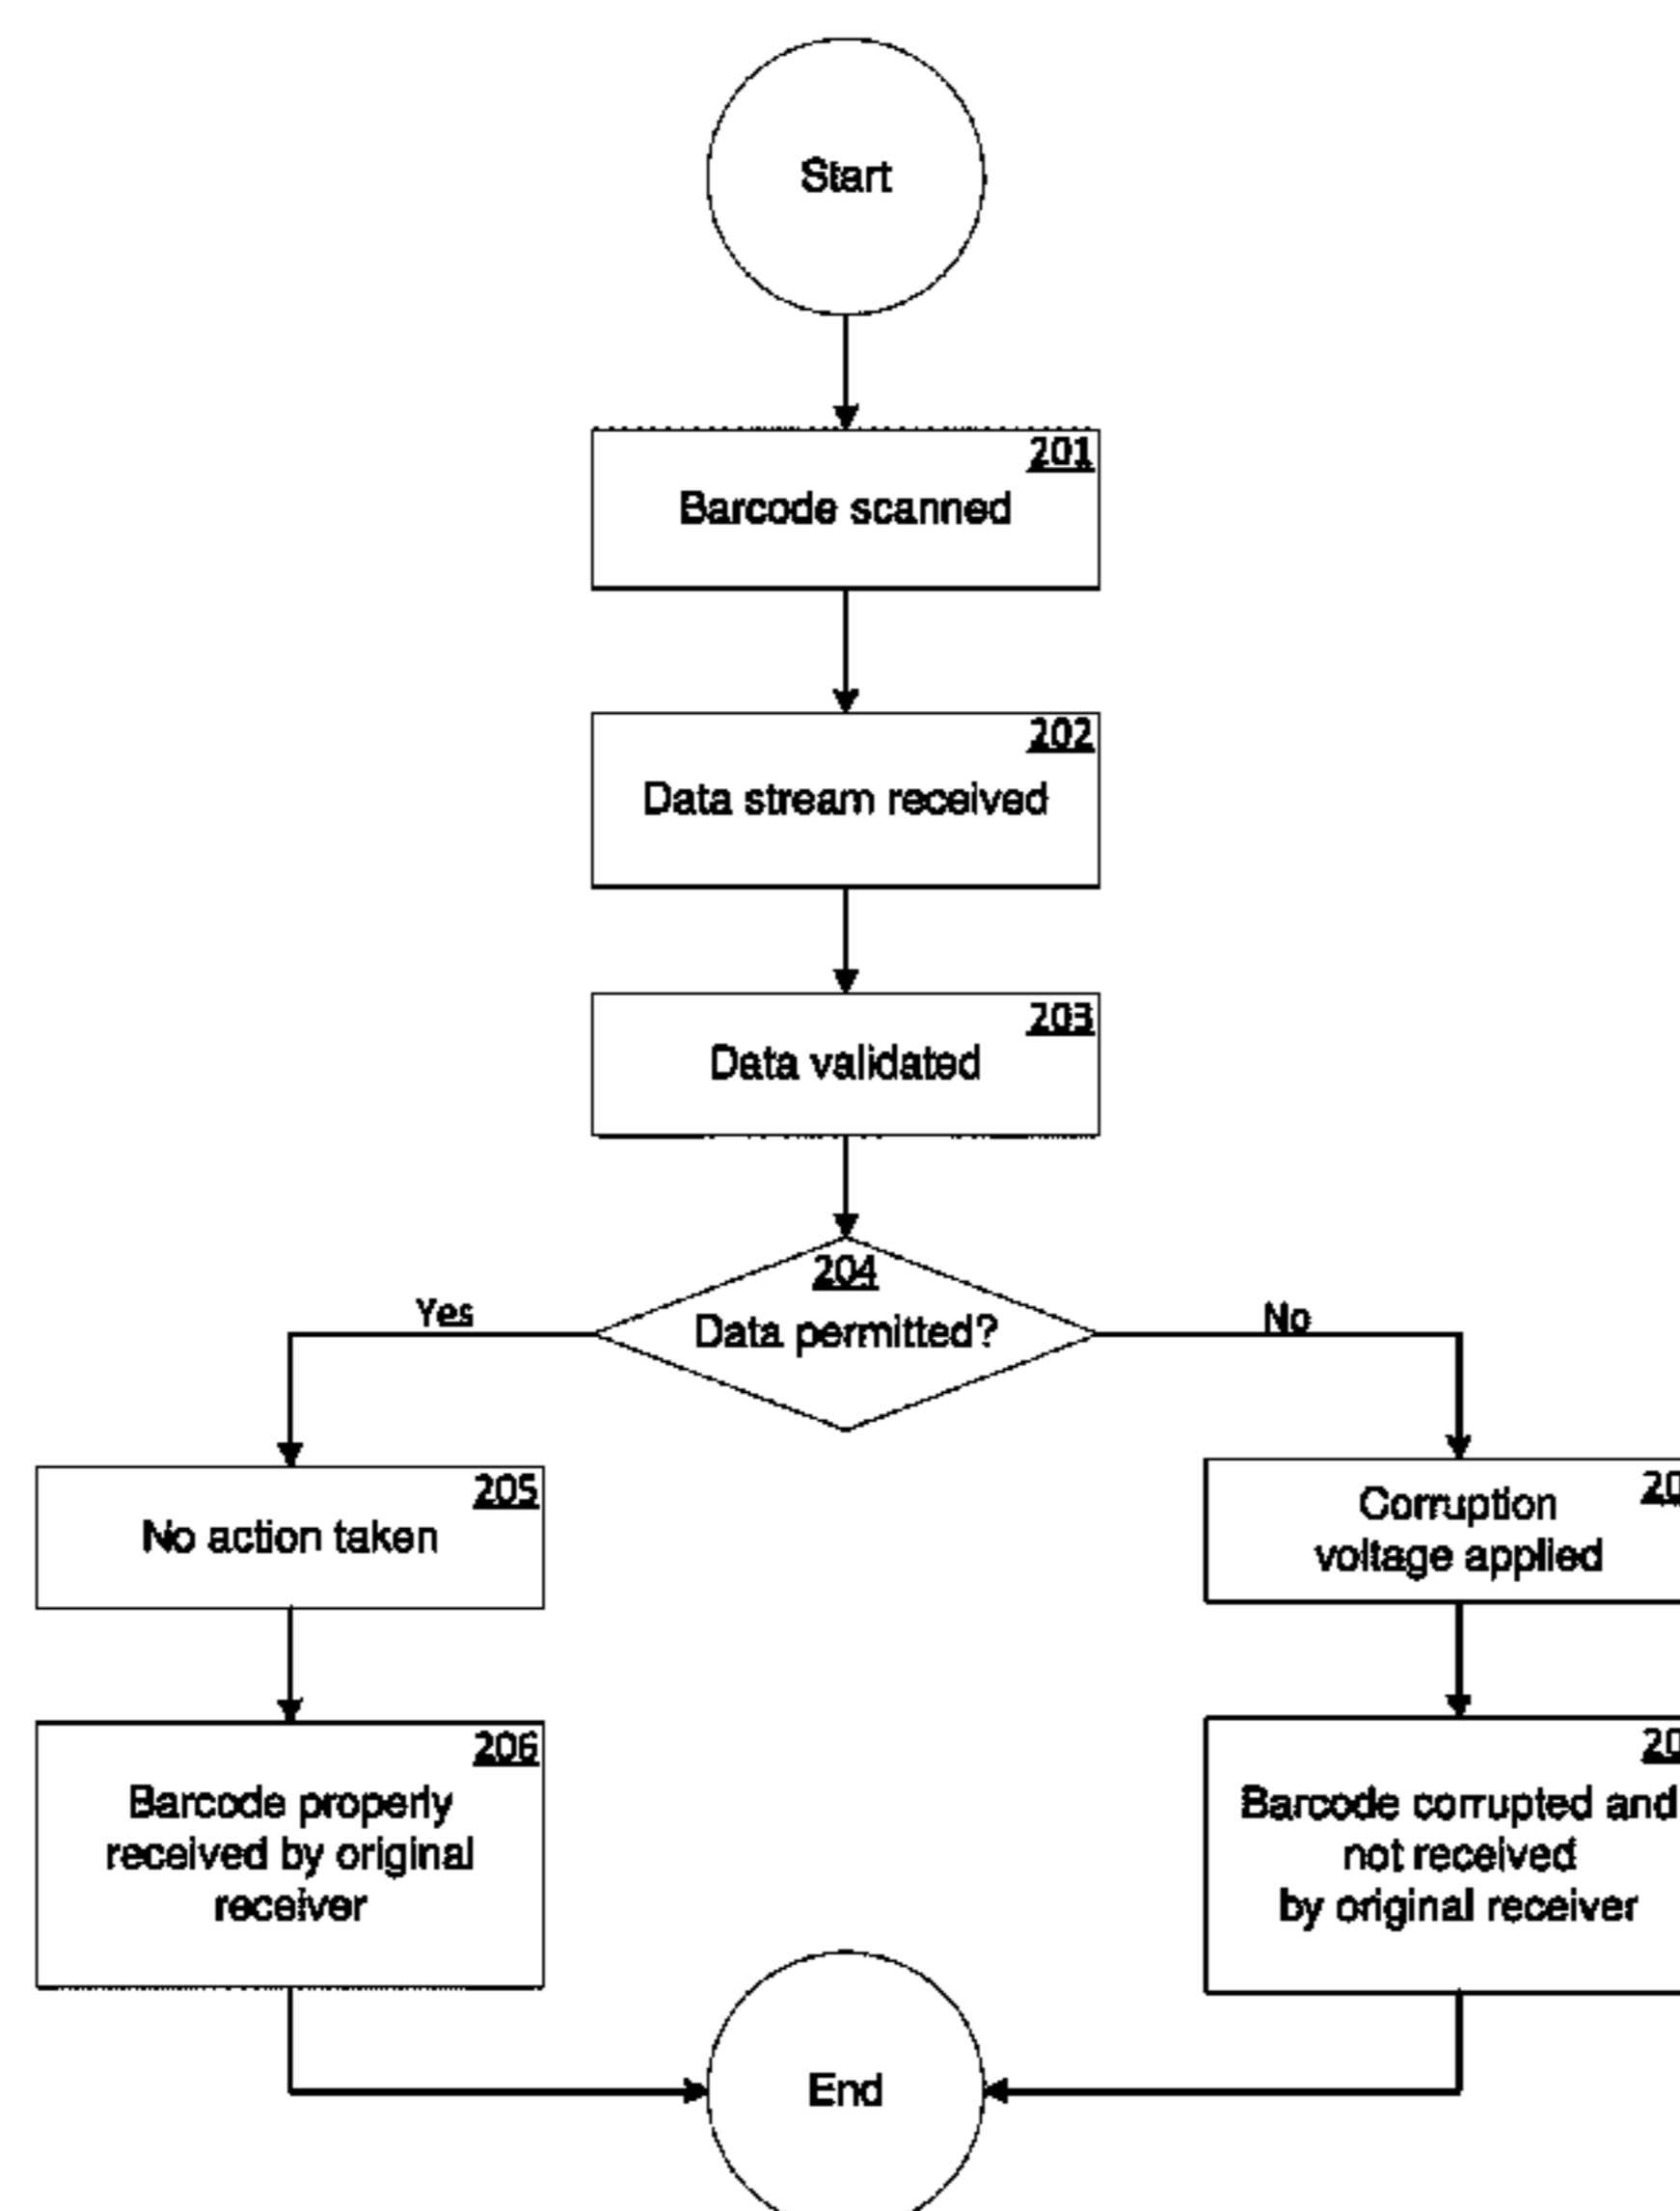 Start
201
Barcode scanned
202
Data stream received
203
Data validated
204
Data permitted?
Yes
No
205
No action taken
Corruption
voltage applied
206
Barcode properly
received by original
receiver
Barcode corrupted and
not received
by original receiver
End